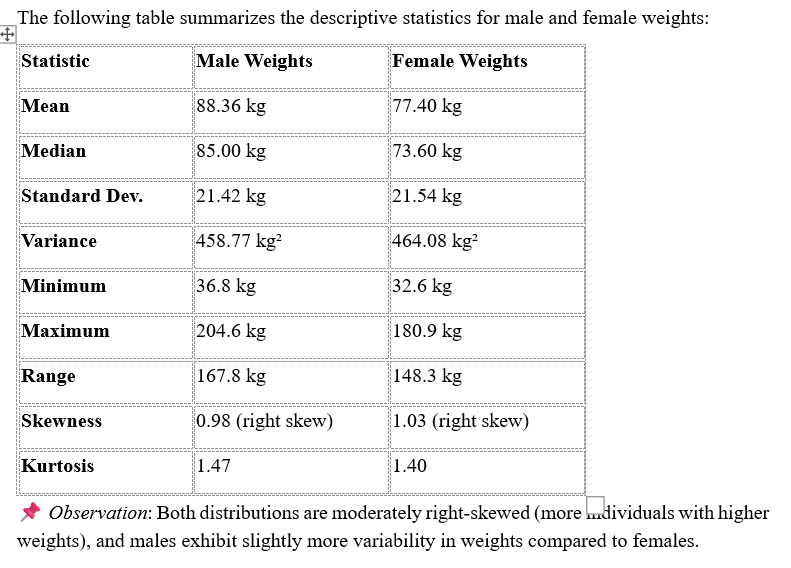 The following table summarizes the descriptive statistics for male and female weights:
Statistic Male Weights Female Weights
Mean 88.36 kg 77.40 kg
Median 85.00 kg 73.60 kg
Standard Dev. 21.42 kg 21.54 kg
Variance 458.77 kg² 464.08 kg²
Minimum 36.8 kg 32.6 kg
Maximum 204.6 kg 180.9 kg
Range 167.8 kg 148.3 kg
Skewness 0.98 (right skew) 1.03 (right skew)
Kurtosis 1.47 1.40
📌 Observation: Both distributions are moderately right-skewed (more individuals with higher
weights), and males exhibit slightly more variability in weights compared to females.